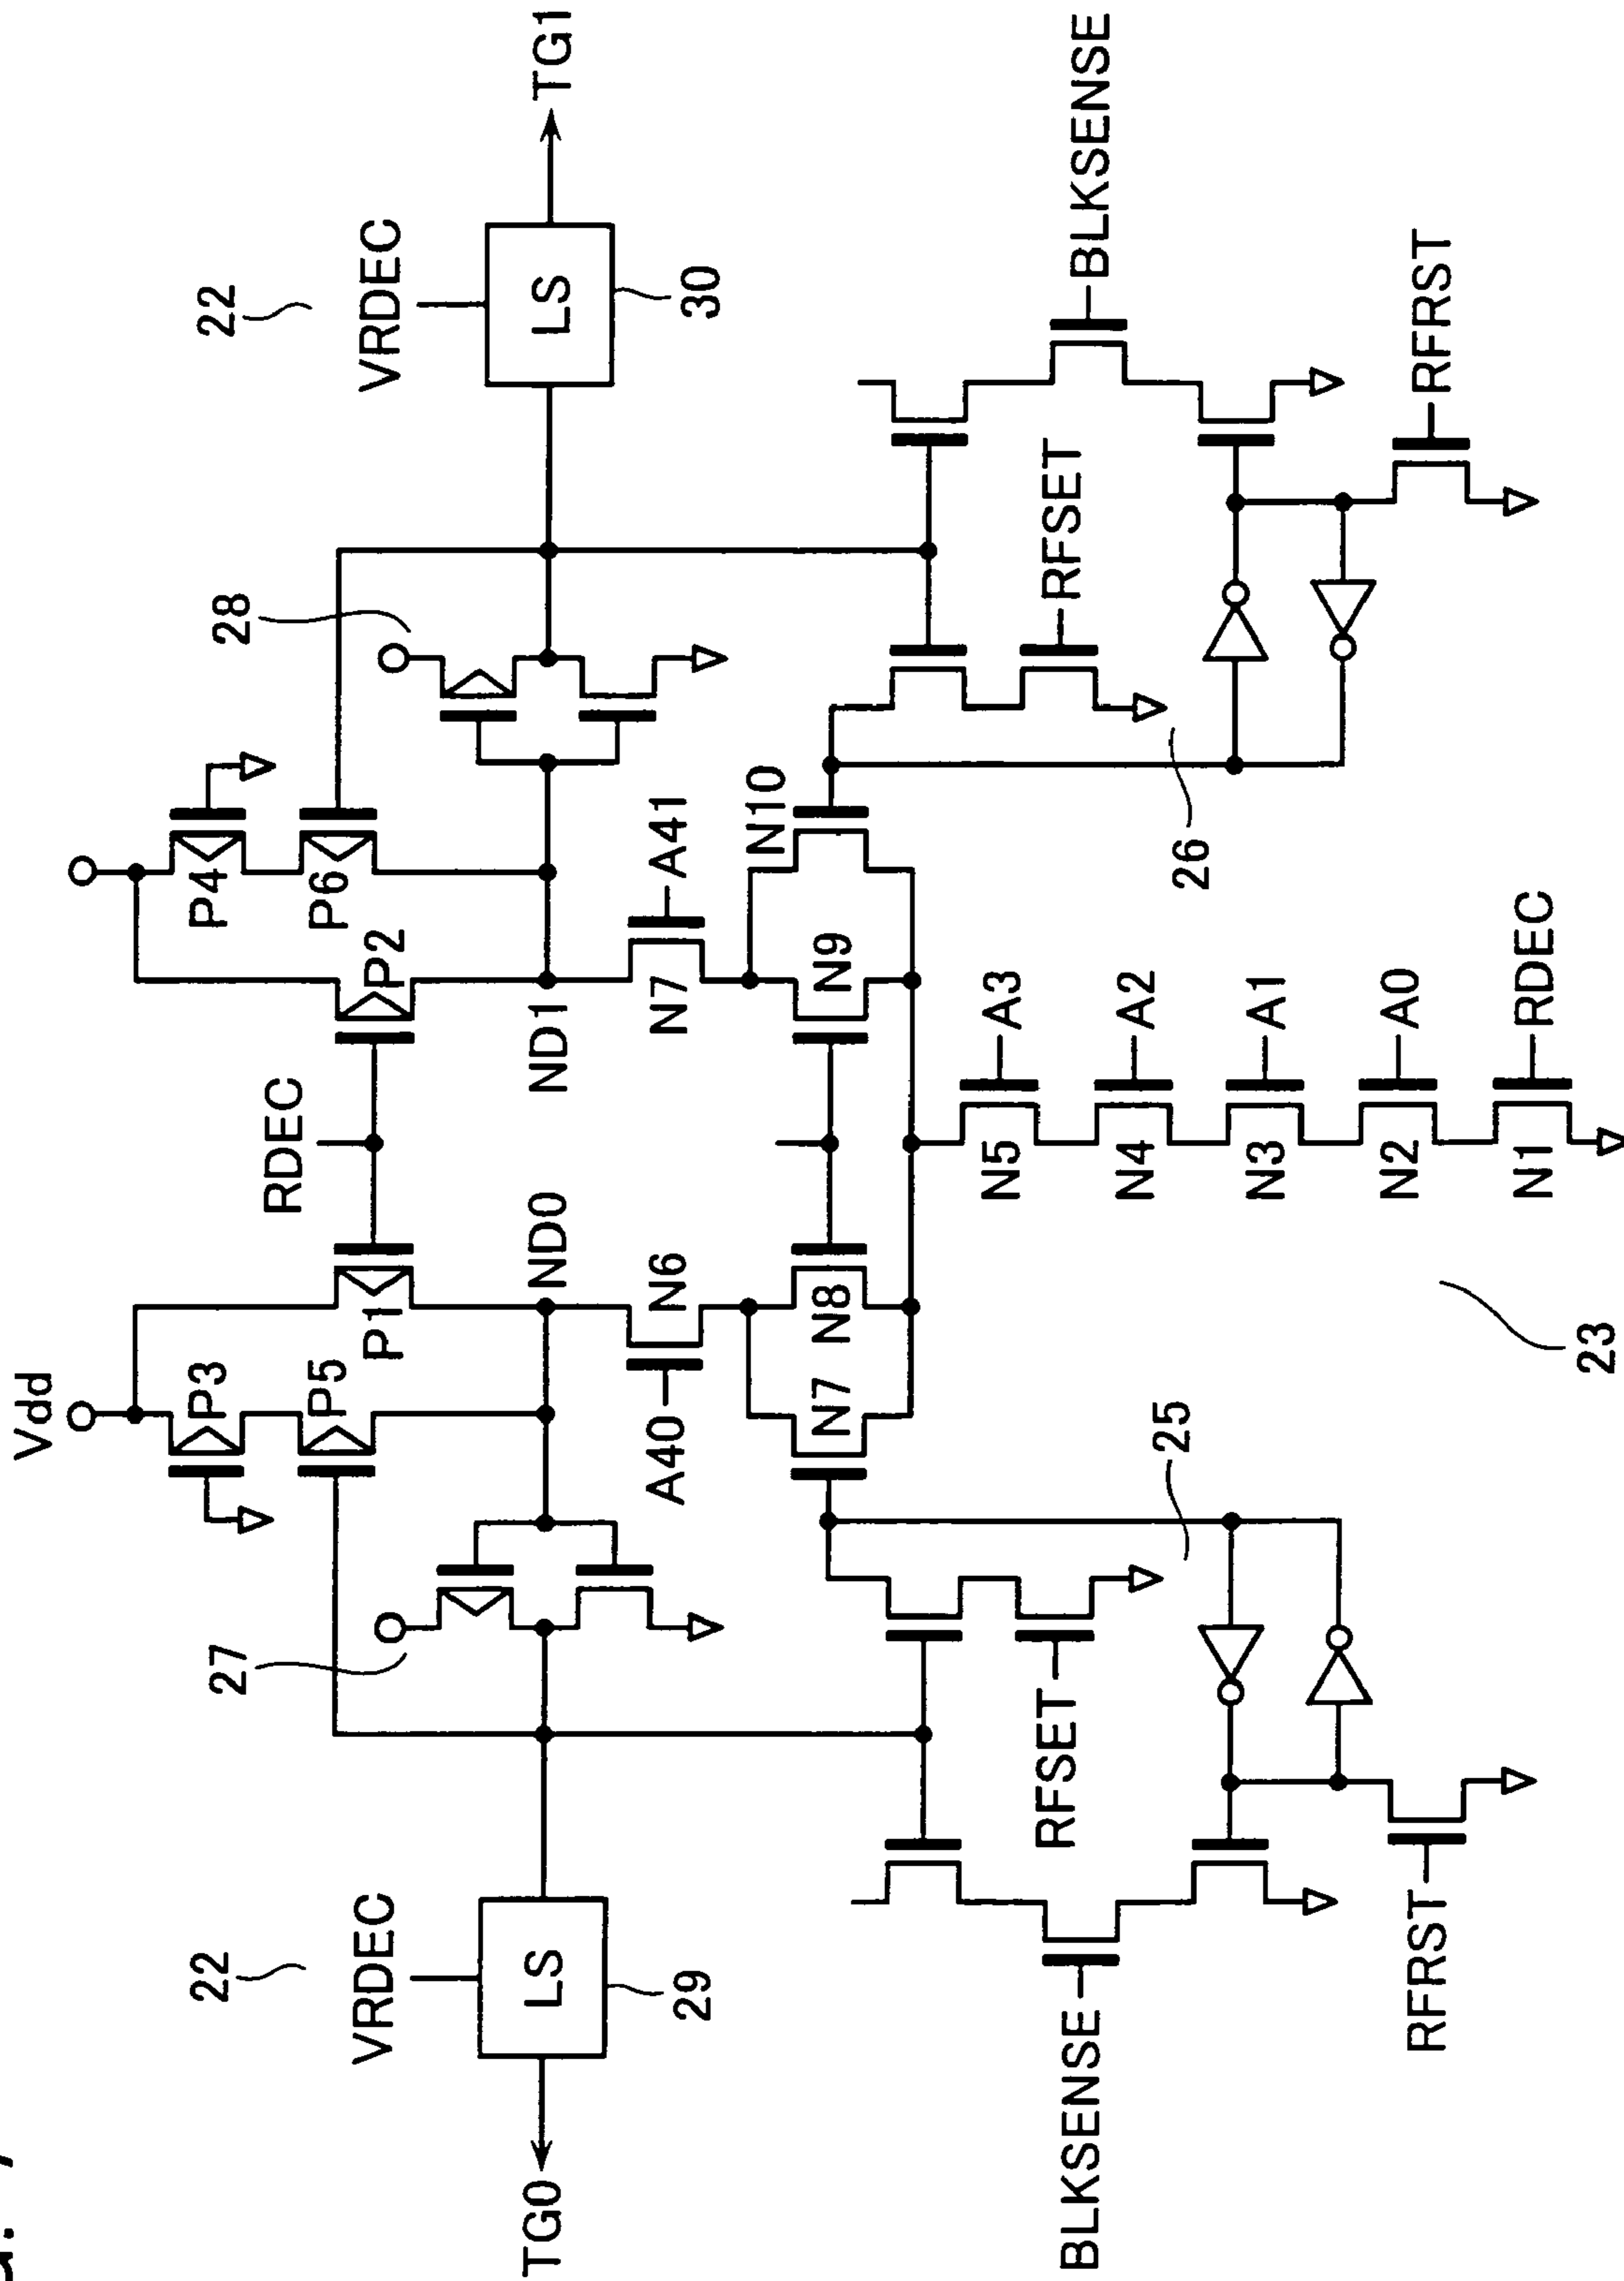 Vdd
22
27
P3
P4
28
22
P5
RDEC
P6
VRDEC
P1
P2
VRDEC
TG0
LS
ND0
ND1
LS
TG1
29
A40
N6
N7
A41
30
N7
N8
N9
N10
N5
A3
BLKSENSE
RFSET
RFSET
BLKSENSE
N4
A2
25
26
N3
A1
N2
A0
RFRST
RFRST
N1
RDEC
23